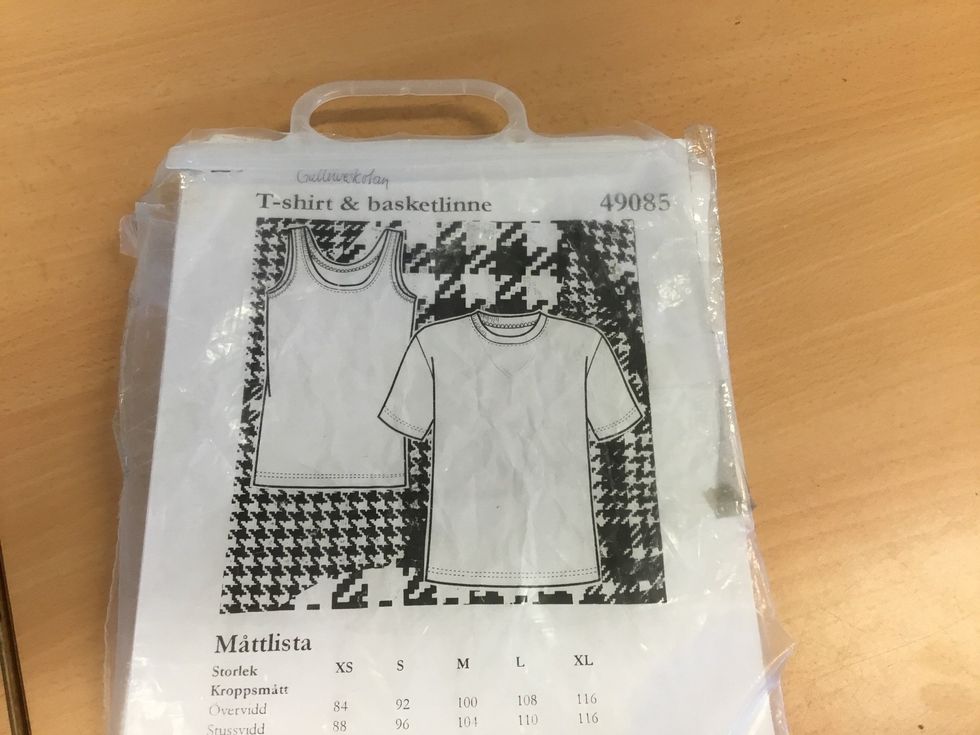 T-shirt & basketlinne 49085
Måttlista
Storlek XS S M L XL
Kroppsmått
Övervidd 84 92 100 108 116
Stussvidd 88 96 104 110 116